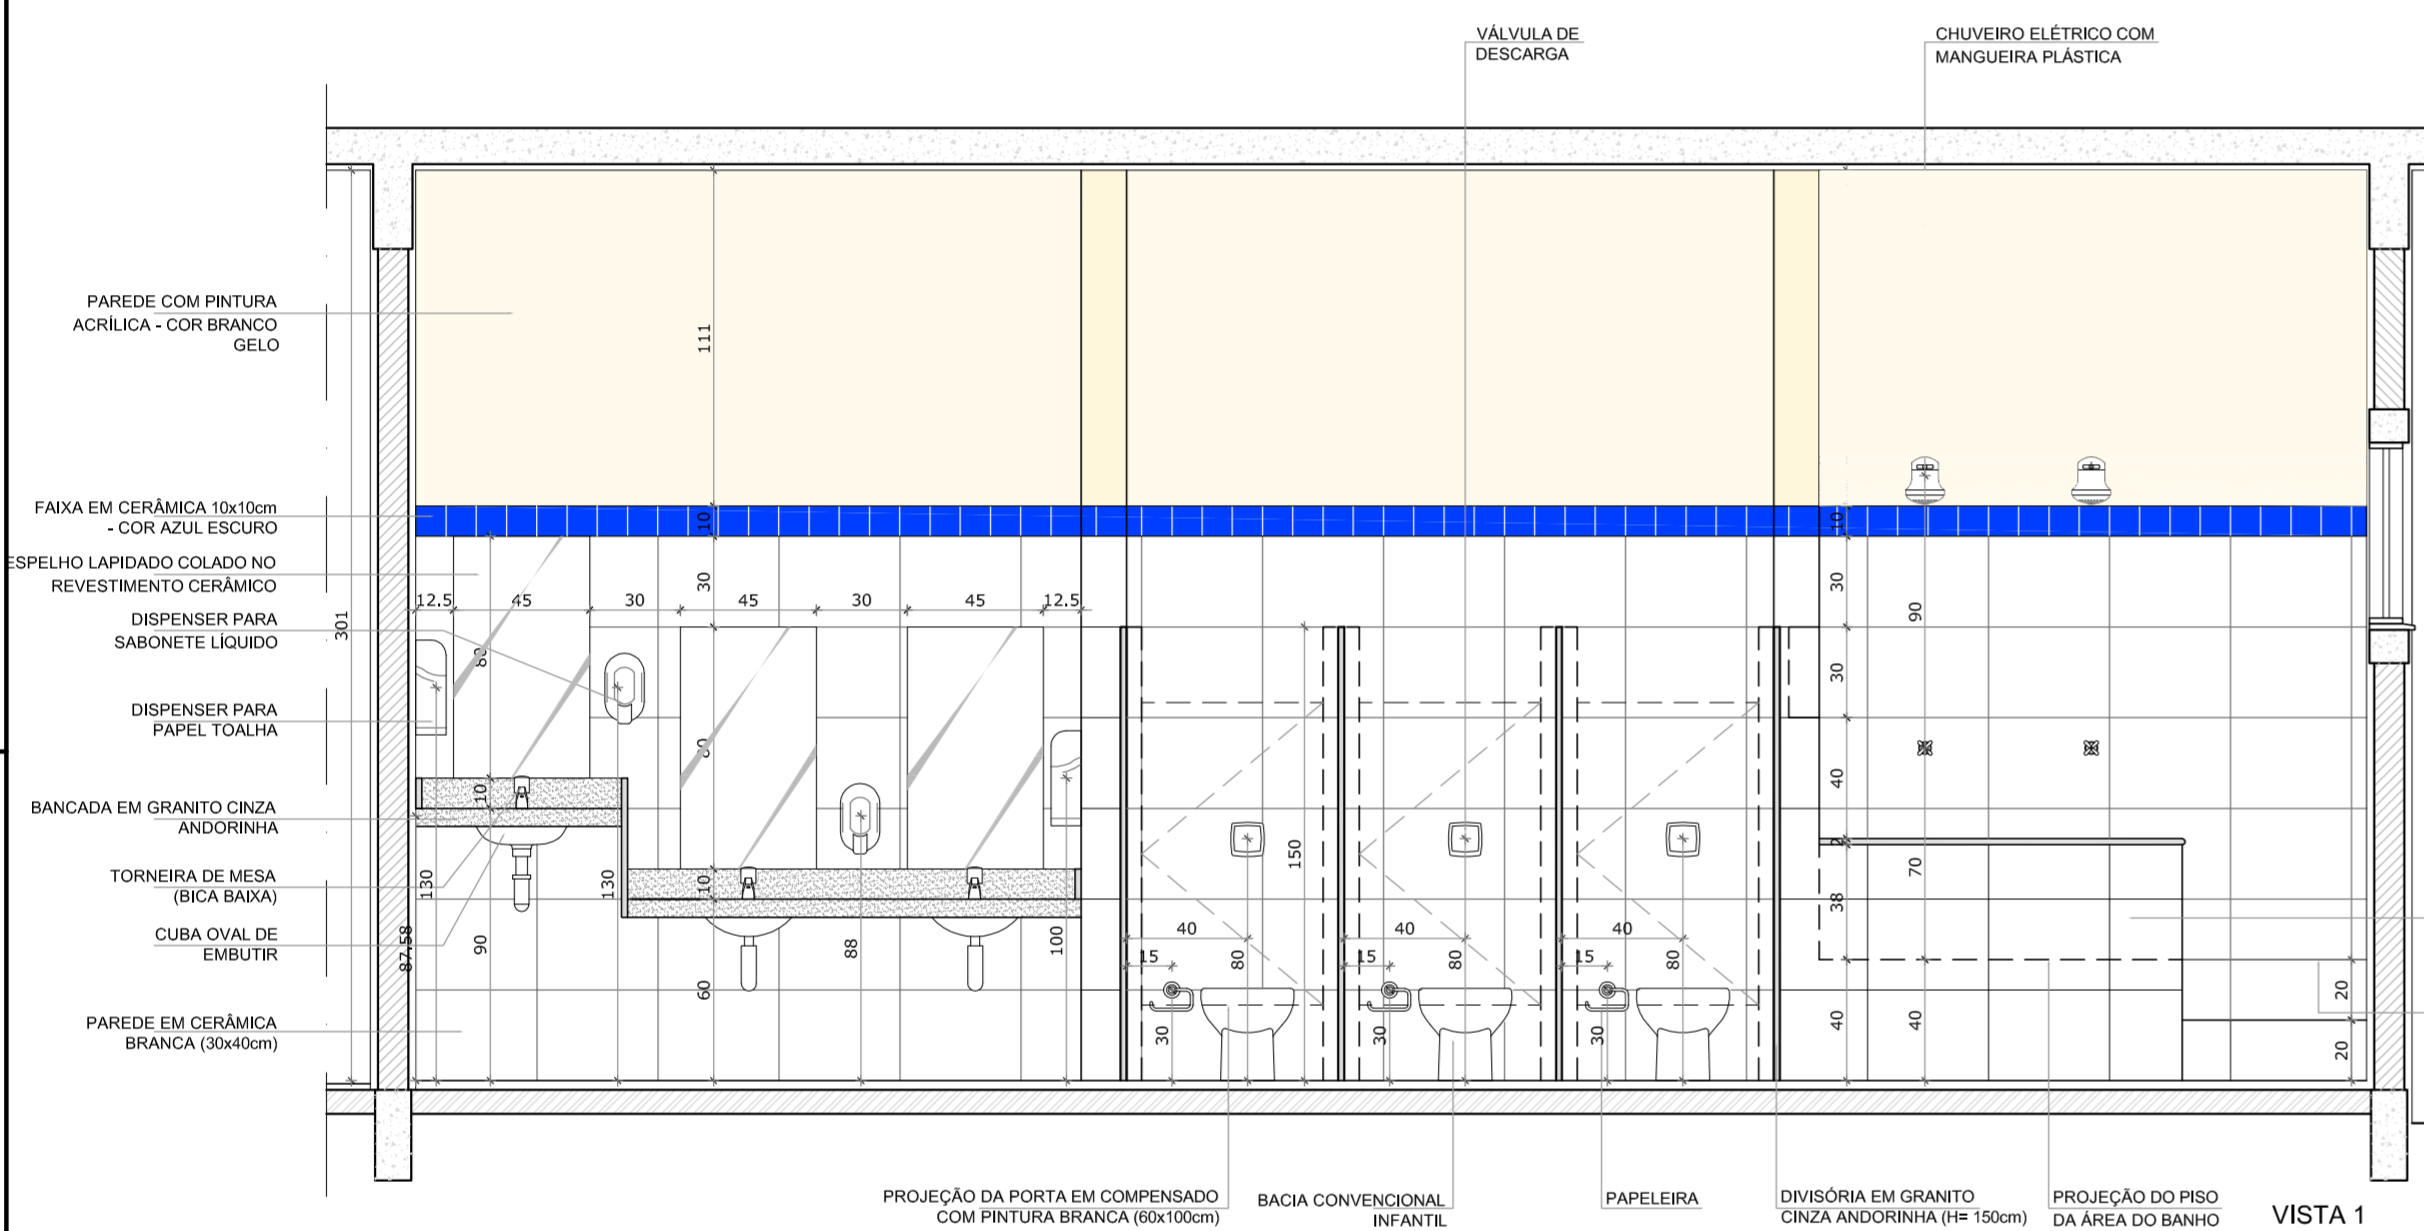 VÁLVULA DE
DESCARGA
CHUVEIRO ELÉTRICO COM
MANGUEIRA PLÁSTICA
PAREDE COM PINTURA
ACRÍLICA - COR BRANCO
GELO
FAIXA EM CERÂMICA 10x10cm
- COR AZUL ESCURO
ESPELHO LAPIDADO COLADO NO
REVESTIMENTO CERÂMICO
DISPENSER PARA
SABONETE LÍQUIDO
DISPENSER PARA
PAPEL TOALHA
BANCADA EM GRANITO CINZA
ANDORINHA
TORNEIRA DE MESA
(BICA BAIXA)
CUBA OVAL DE
EMBUTIR
PAREDE EM CERÂMICA
BRANCA (30x40cm)
301
111
10
30
12.5
45
30
45
30
45
12.5
80
80
10
10
130
130
87.58
90
60
88
100
150
40
15
80
30
40
15
80
30
40
15
80
30
10
30
30
40
2
38
40
90
70
40
20
20
PROJEÇÃO DA PORTA EM COMPENSADO
COM PINTURA BRANCA (60x100cm)
BACIA CONVENCIONAL
INFANTIL
PAPELEIRA
DIVISÓRIA EM GRANITO
CINZA ANDORINHA (H= 150cm)
PROJEÇÃO DO PISO
DA ÁREA DO BANHO
VISTA 1